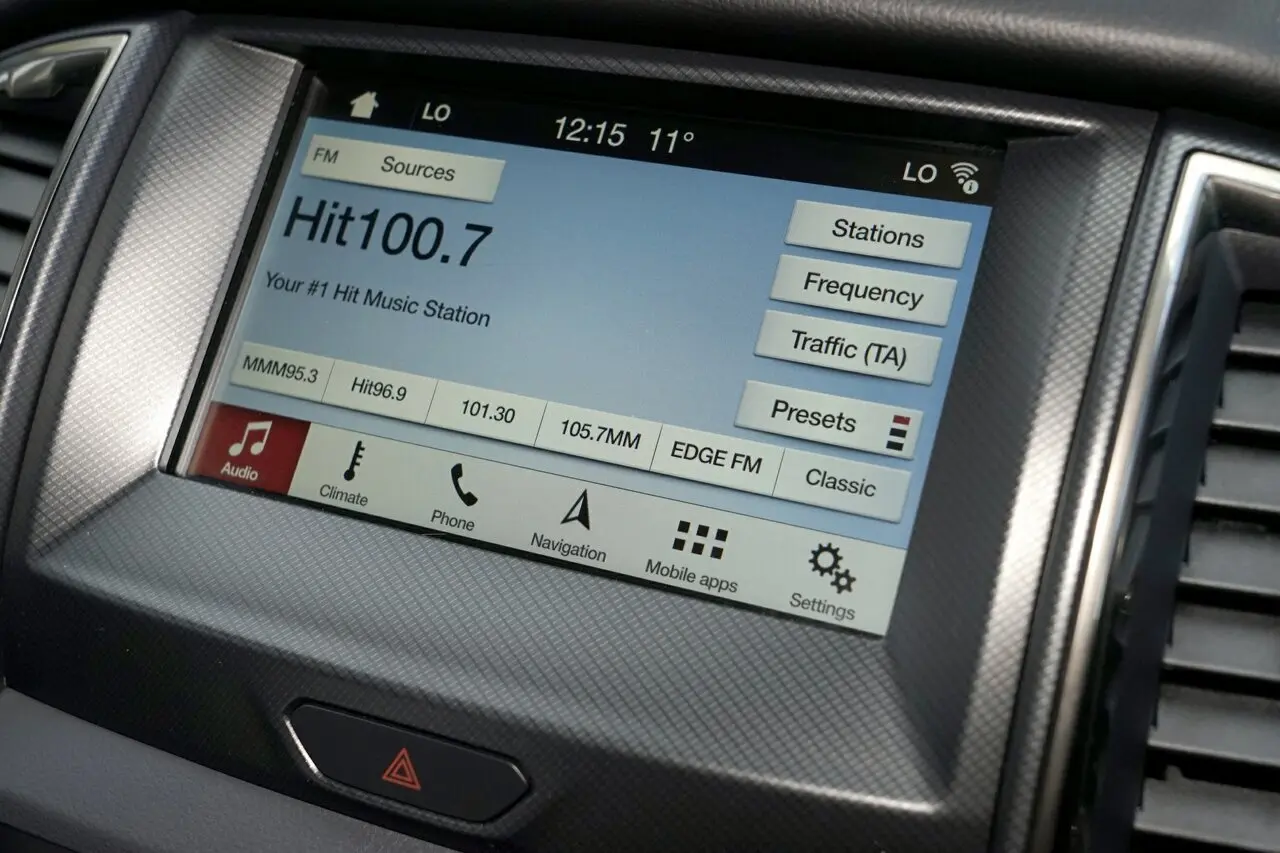 LO 12:15 11° LO
FM Sources
Hit100.7
Your #1 Hit Music Station
Stations
Frequency
Traffic (TA)
Presets
MMM95.3 Hit96.9 101.30 105.7MM EDGE FM Classic
Audio Climate Phone Navigation Mobile apps Settings